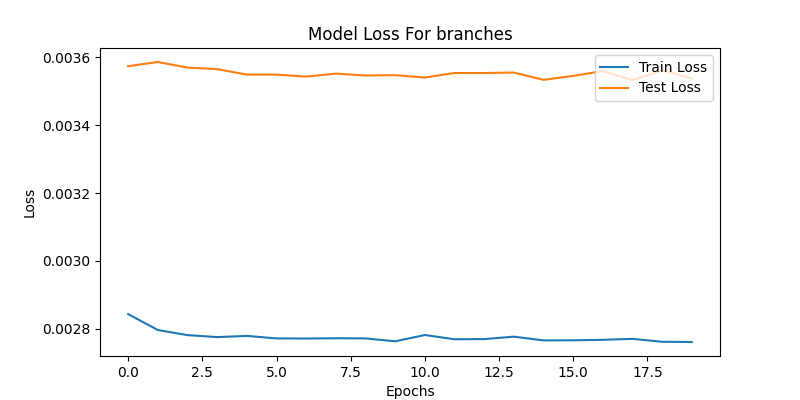 Model Loss For branches
0.0036
0.0034
0.0032
0.0030
0.0028
Loss
Train Loss
Test Loss
0.0 2.5 5.0 7.5 10.0 12.5 15.0 17.5
Epochs